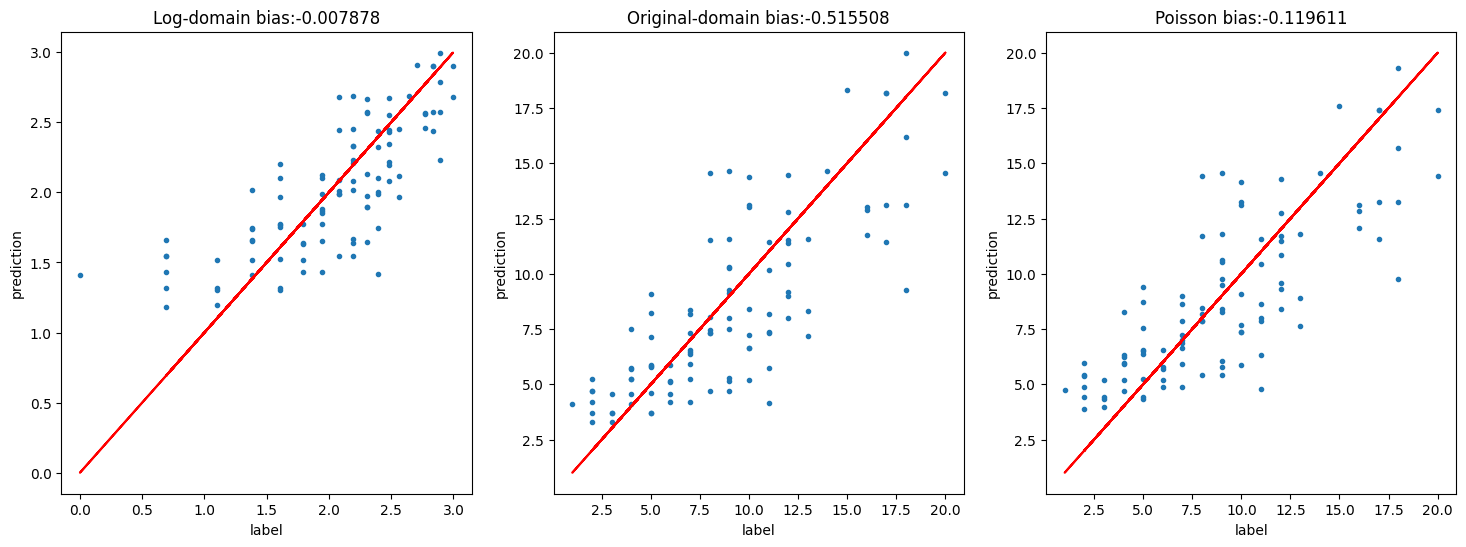 Log-domain bias:-0.007878
prediction
3.0
2.5
2.0
1.5
1.0
0.5
0.0
0.0 0.5 1.0 1.5 2.0 2.5 3.0
label
Original-domain bias:-0.515508
prediction
20.0
17.5
15.0
12.5
10.0
7.5
5.0
2.5
2.5 5.0 7.5 10.0 12.5 15.0 17.5 20.0
label
Poisson bias:-0.119611
prediction
20.0
17.5
15.0
12.5
10.0
7.5
5.0
2.5
2.5 5.0 7.5 10.0 12.5 15.0 17.5 20.0
label